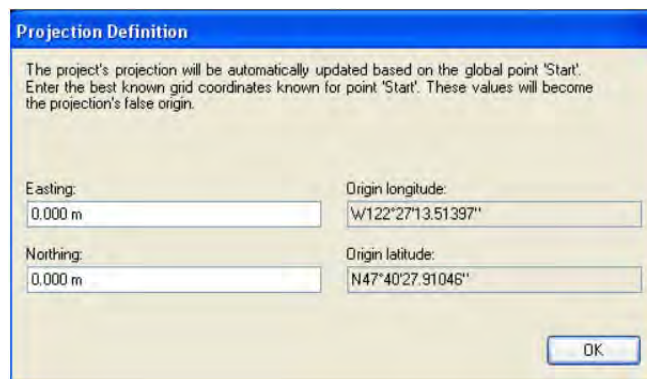 Projection Definition
The project's projection will be automatically updated based on the global point 'Start'.
Enter the best known grid coordinates known for point 'Start'. These values will become
the projection's false origin.
Easting:
Origin longitude:
0.000 m
W122°27'13.51397"
Northing:
Origin latitude:
0.000 m
N47°40'27.91046"
OK